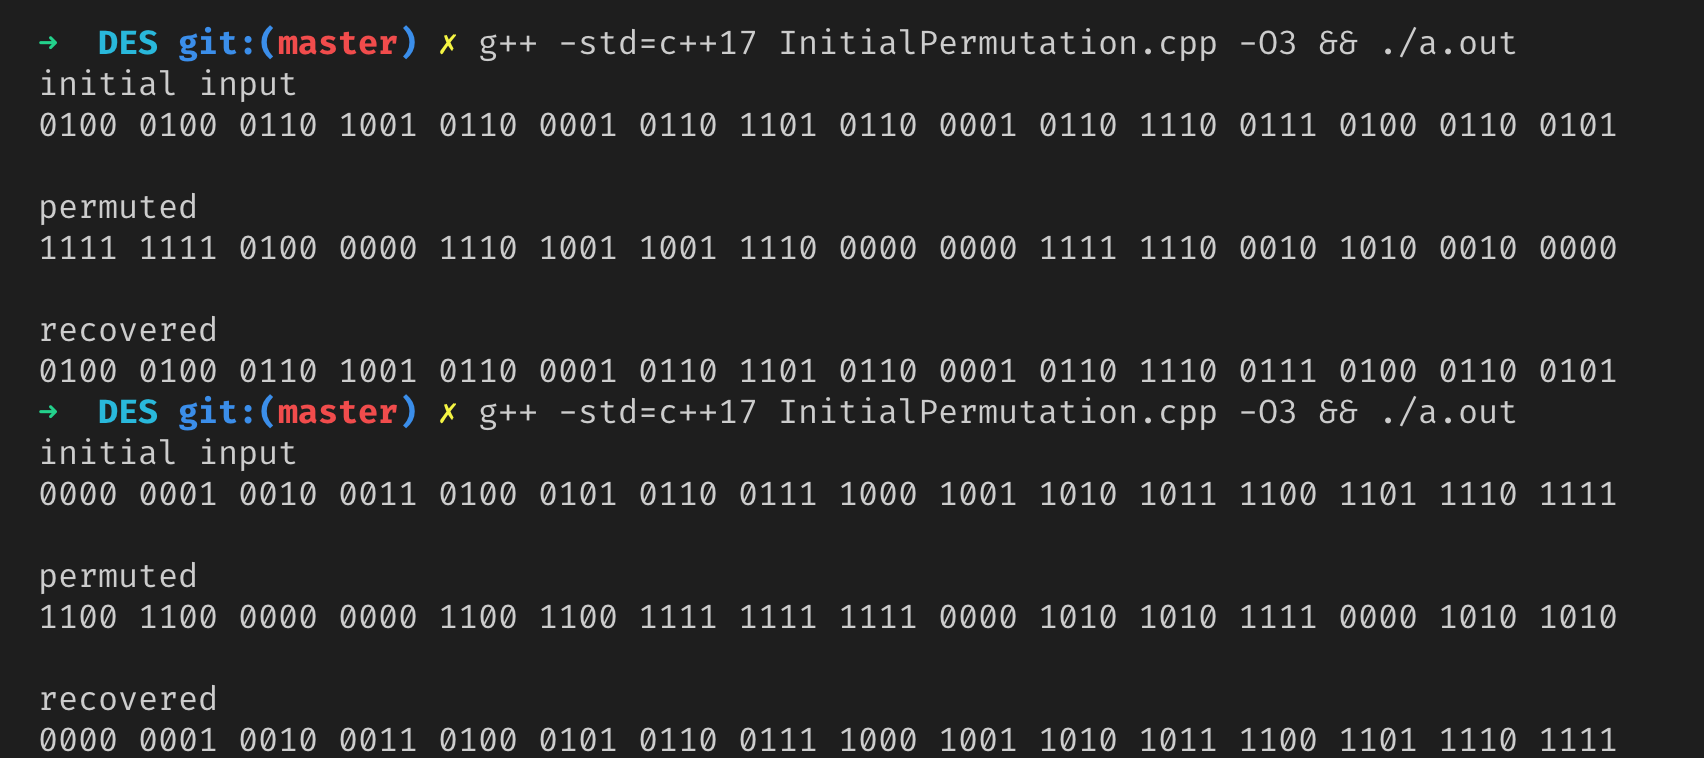 ➜  DES git:(master) ✗ g++ -std=c++17 InitialPermutation.cpp -O3 && ./a.out
initial input
0100 0100 0110 1001 0110 0001 0110 1101 0110 0001 0110 1110 0111 0100 0110 0101
permuted
1111 1111 0100 0000 1110 1001 1001 1110 0000 0000 1111 1110 0010 1010 0010 0000
recovered
0100 0100 0110 1001 0110 0001 0110 1101 0110 0001 0110 1110 0111 0100 0110 0101
➜  DES git:(master) ✗ g++ -std=c++17 InitialPermutation.cpp -O3 && ./a.out
initial input
0000 0001 0010 0011 0100 0101 0110 0111 1000 1001 1010 1011 1100 1101 1110 1111
permuted
1100 1100 0000 0000 1100 1100 1111 1111 1111 0000 1010 1010 1111 0000 1010 1010
recovered
0000 0001 0010 0011 0100 0101 0110 0111 1000 1001 1010 1011 1100 1101 1110 1111